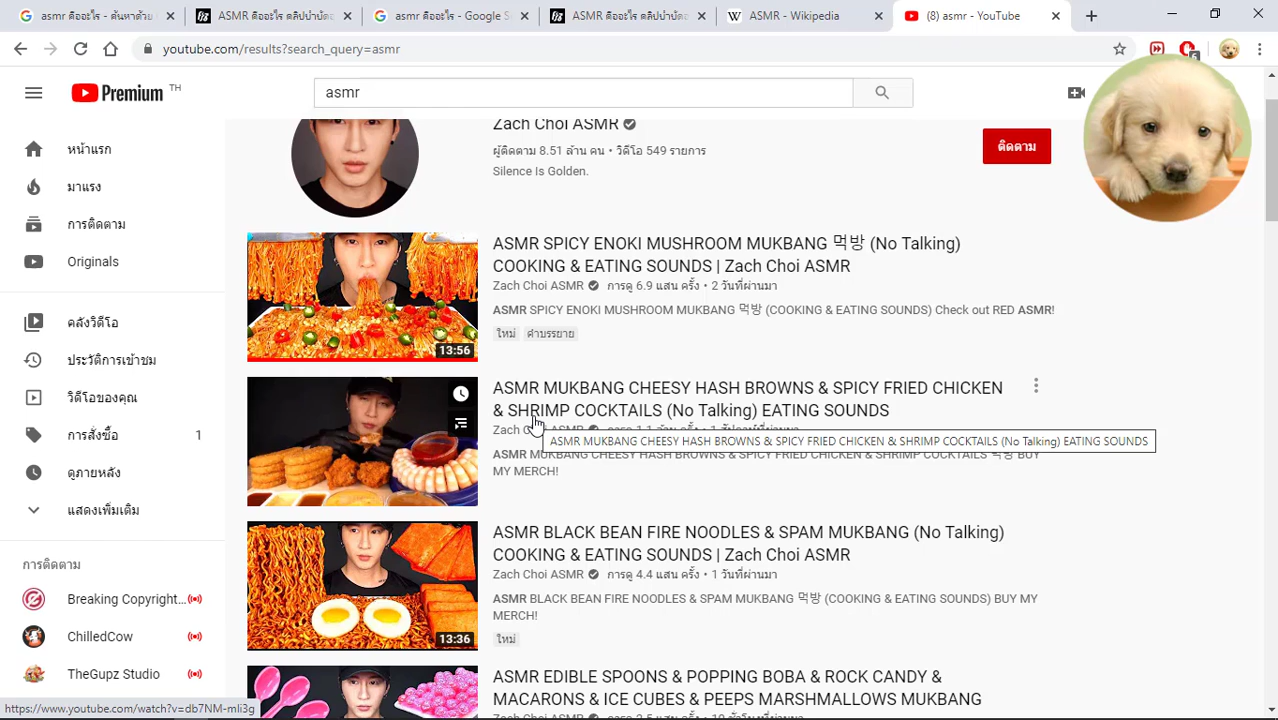 asmr คืออะไร - ค้นหาด้วย
ASMR คืออะไร คลิปบำบัดอ
asmr คืออะไร - Google S
ASMR คืออะไร คลิปบำบัดอ
W ASMR - Wikipedia
(8) asmr - YouTube
youtube.com/results?search_query=asmr
Premium TH
asmr
หน้าแรก
มาแรง
การติดตาม
Originals
คลังวิดีโอ
ประวัติการเข้าชม
วิดีโอของคุณ
การสั่งซื้อ 1
ดูภายหลัง
แสดงเพิ่มเติม
การติดตาม
Breaking Copyright...
ChilledCow
TheGupz Studio
Zach Choi ASMR
ผู้ติดตาม 8.51 ล้าน คน • วิดีโอ 549 รายการ
Silence Is Golden.
ติดตาม
13:56
ASMR SPICY ENOKI MUSHROOM MUKBANG 먹방 (No Talking)
COOKING & EATING SOUNDS | Zach Choi ASMR
Zach Choi ASMR การดู 6.9 แสน ครั้ง • 2 วันที่ผ่านมา
ASMR SPICY ENOKI MUSHROOM MUKBANG 먹방 (COOKING & EATING SOUNDS) Check out RED ASMR!
ใหม่ คำบรรยาย
ASMR MUKBANG CHEESY HASH BROWNS & SPICY FRIED CHICKEN
& SHRIMP COCKTAILS (No Talking) EATING SOUNDS
ASMR MUKBANG CHEESY HASH BROWNS & SPICY FRIED CHICKEN & SHRIMP COCKTAILS (No Talking) EATING SOUNDS
ASMR MUKBANG CHEESY HASH BROWNS & SPICY FRIED CHICKEN & SHRIMP COCKTAILS 먹방 BUY
MY MERCH!
13:36
ASMR BLACK BEAN FIRE NOODLES & SPAM MUKBANG (No Talking)
COOKING & EATING SOUNDS | Zach Choi ASMR
Zach Choi ASMR การดู 4.4 แสน ครั้ง • 1 วันที่ผ่านมา
ASMR BLACK BEAN FIRE NOODLES & SPAM MUKBANG 먹방 (COOKING & EATING SOUNDS) BUY MY
MERCH!
ใหม่
ASMR EDIBLE SPOONS & POPPING BOBA & ROCK CANDY &
MACARONS & ICE CUBES & PEEPS MARSHMALLOWS MUKBANG
https://www.youtube.com/watch?v=db7NM-mli3g